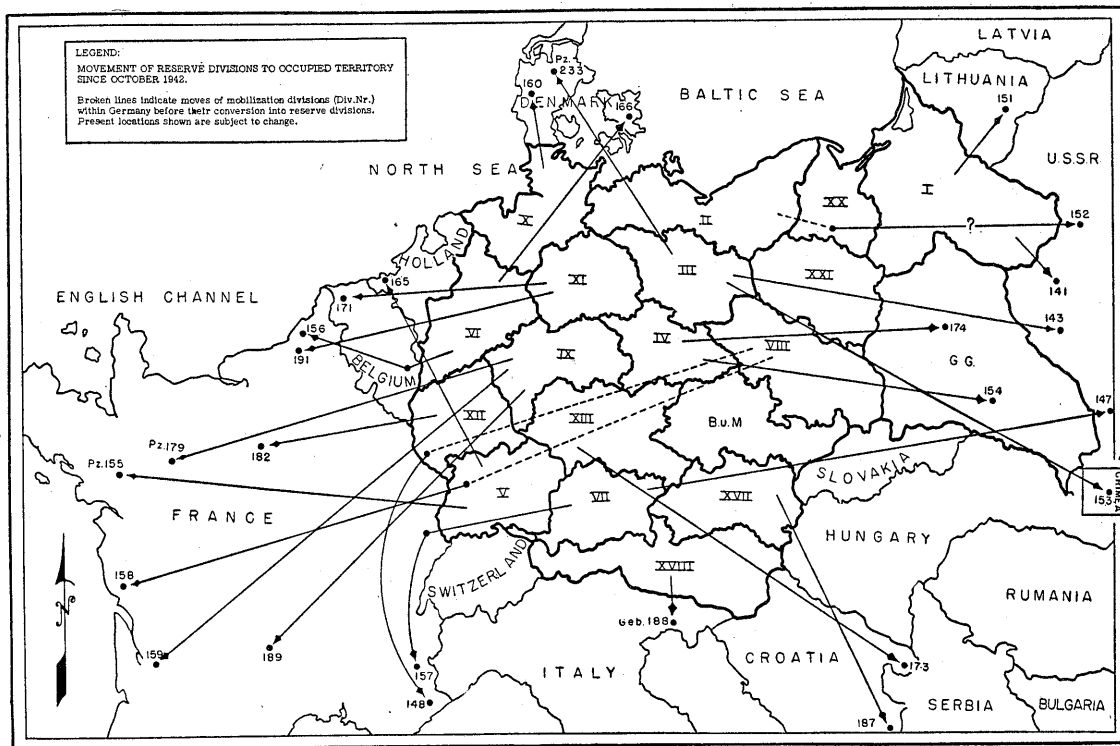 LEGEND:
MOVEMENT OF RESERVE DIVISIONS TO OCCUPIED TERRITORY
SINCE OCTOBER 1942.
Broken lines indicate moves of mobilization divisions (Div.Nr.)
within Germany before their conversion into reserve divisions.
Present locations shown are subject to change.
LATVIA
LITHUANIA
151
Pz.
233
160
DENMARK
166
BALTIC SEA
U.S.S.R.
NORTH SEA
I
XX
X
II
152
?
HOLLAND
III
XXI
XI
165
141
ENGLISH CHANNEL
171
156
191
143
174
VI
IV
VIII
IX
BELGIUM
G.G.
154
147
XII
XIII
B.u.M
Pz.179
182
Pz.155
SLOVAKIA
V
VII
XVII
153
FRANCE
HUNGARY
SWITZERLAND
XVIII
158
RUMANIA
Geb.188
159
189
157
ITALY
CROATIA
173
148
SERBIA
BULGARIA
187
N